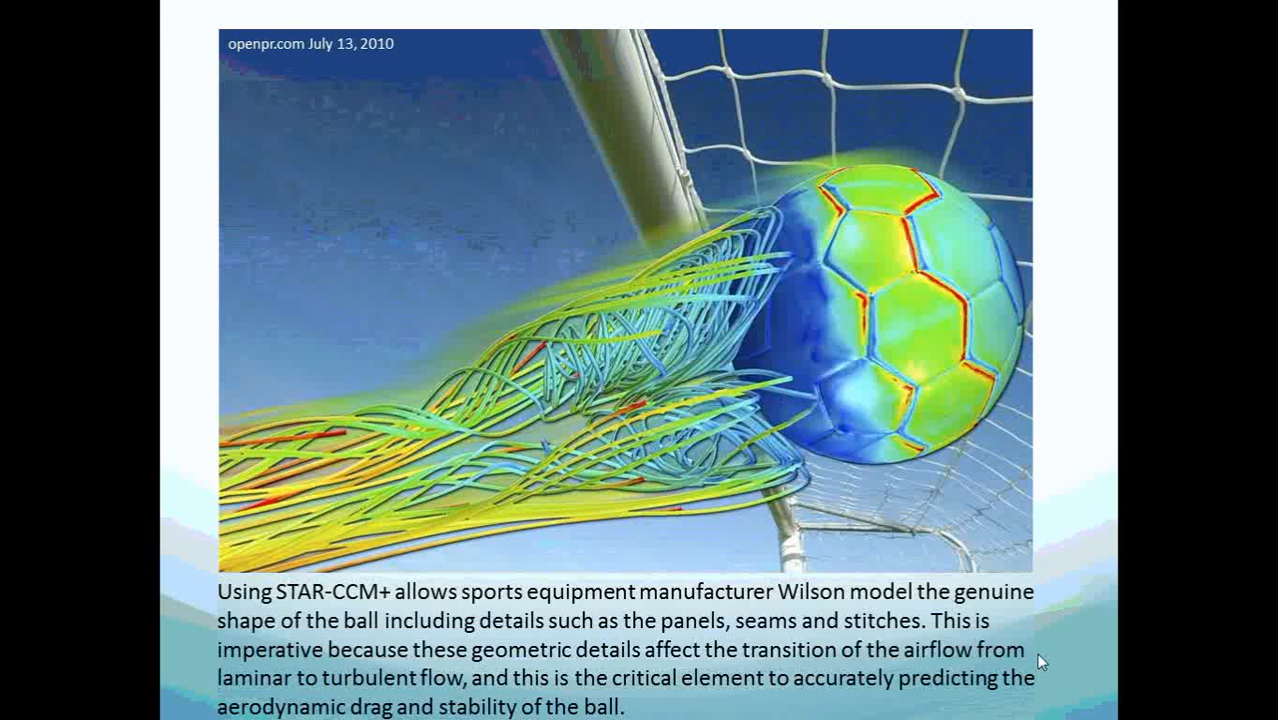 openpr.com July 13, 2010
Using STAR-CCM+ allows sports equipment manufacturer Wilson model the genuine
shape of the ball including details such as the panels, seams and stitches. This is
imperative because these geometric details affect the transition of the airflow from
laminar to turbulent flow, and this is the critical element to accurately predicting the
aerodynamic drag and stability of the ball.